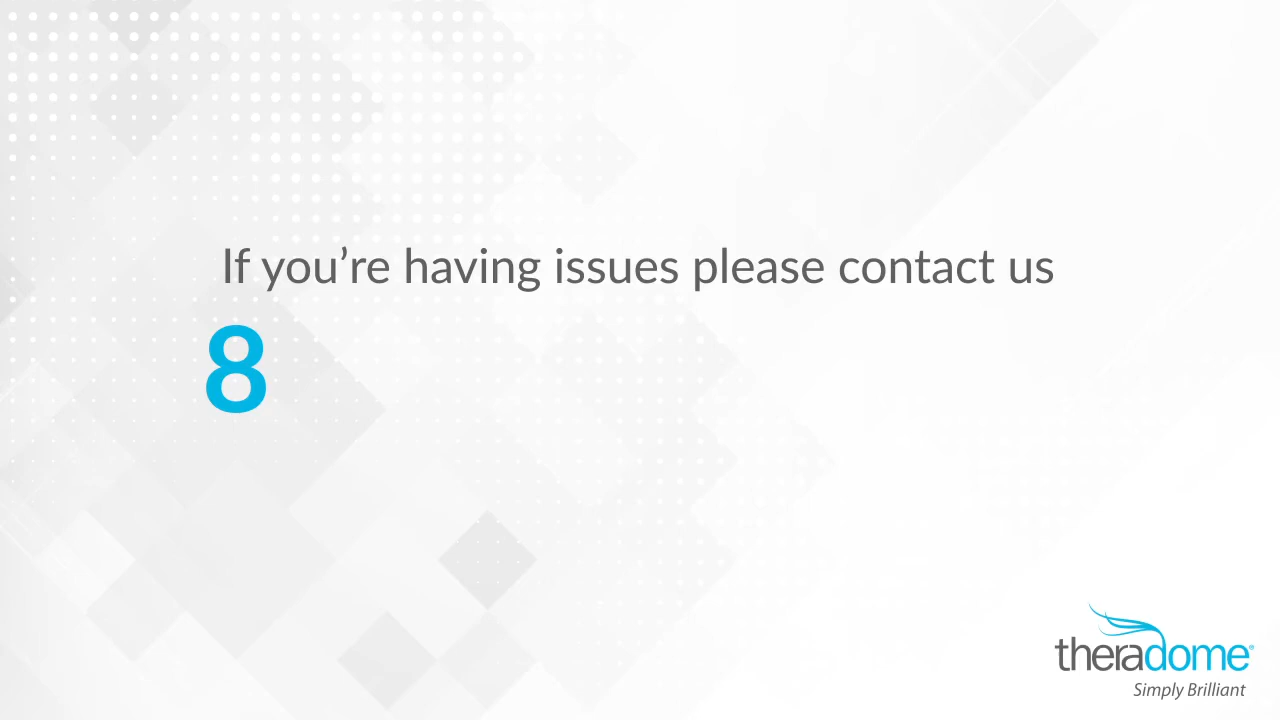 If you’re having issues please contact us
8
theradome®
Simply Brilliant